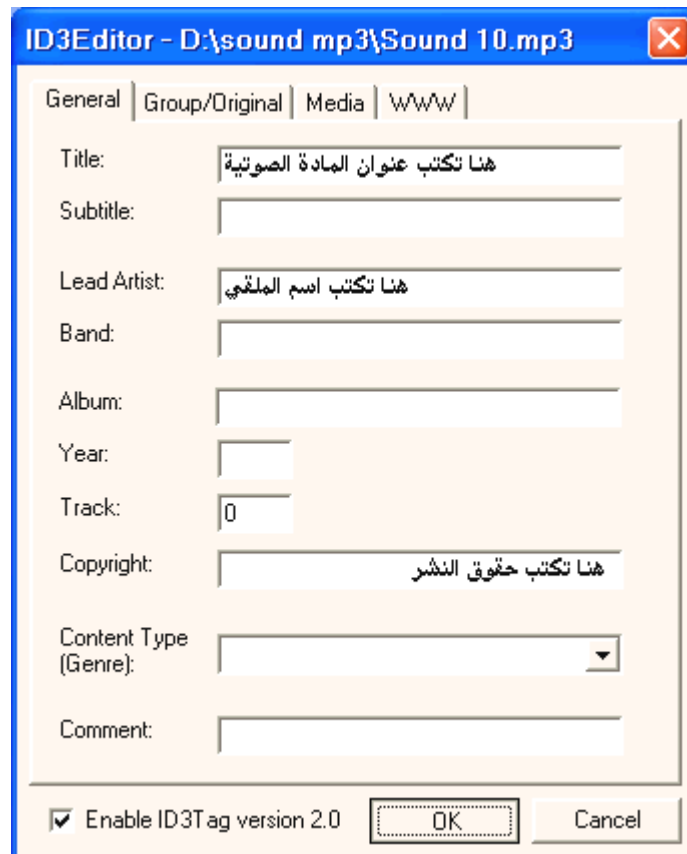 ID3Editor - D:\sound mp3\Sound 10.mp3
General Group/Original Media WWW
Title: هنا تكتب عنوان المادة الصوتية
Subtitle:
Lead Artist: هنا تكتب اسم الملقي
Band:
Album:
Year:
Track: 0
Copyright: هنا تكتب حقوق النشر
Content Type
(Genre):
Comment:
Enable ID3Tag version 2.0 OK Cancel